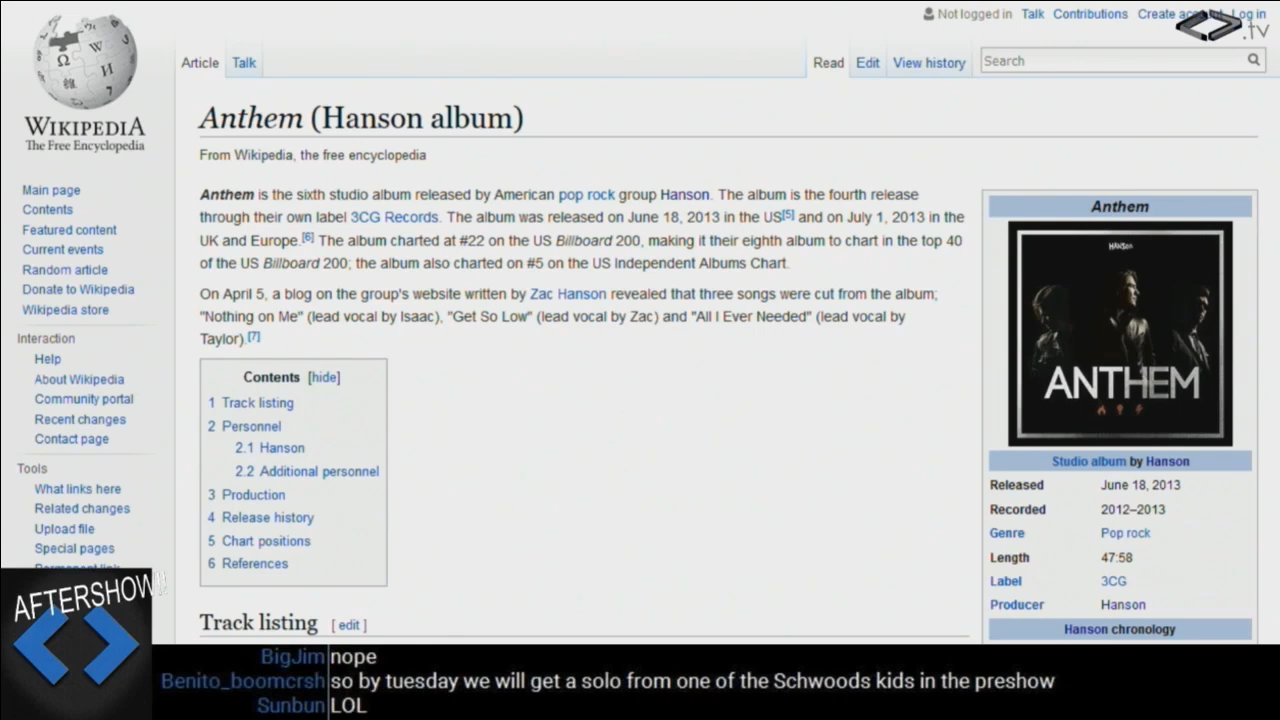 Not logged in Talk Contributions Create account Log in
.tv
Article Talk Read Edit View history Search
WIKIPEDIA
The Free Encyclopedia
Main page
Contents
Featured content
Current events
Random article
Donate to Wikipedia
Wikipedia store
Interaction
Help
About Wikipedia
Community portal
Recent changes
Contact page
Tools
What links here
Related changes
Upload file
Special pages
Permanent link
Anthem (Hanson album)
From Wikipedia, the free encyclopedia
Anthem is the sixth studio album released by American pop rock group Hanson. The album is the fourth release
through their own label 3CG Records. The album was released on June 18, 2013 in the US[5] and on July 1, 2013 in the
UK and Europe.[6] The album charted at #22 on the US Billboard 200, making it their eighth album to chart in the top 40
of the US Billboard 200; the album also charted on #5 on the US Independent Albums Chart.
On April 5, a blog on the group's website written by Zac Hanson revealed that three songs were cut from the album;
"Nothing on Me" (lead vocal by Isaac), "Get So Low" (lead vocal by Zac) and "All I Ever Needed" (lead vocal by
Taylor).[7]
Contents [hide]
1 Track listing
2 Personnel
2.1 Hanson
2.2 Additional personnel
3 Production
4 Release history
5 Chart positions
6 References
Track listing [ edit ]
Anthem
HANSON
ANTHEM
Studio album by Hanson
Released June 18, 2013
Recorded 2012–2013
Genre Pop rock
Length 47:58
Label 3CG
Producer Hanson
Hanson chronology
AFTERSHOW!!
BigJim nope
Benito_boomcrsh so by tuesday we will get a solo from one of the Schwoods kids in the preshow
Sunbun LOL